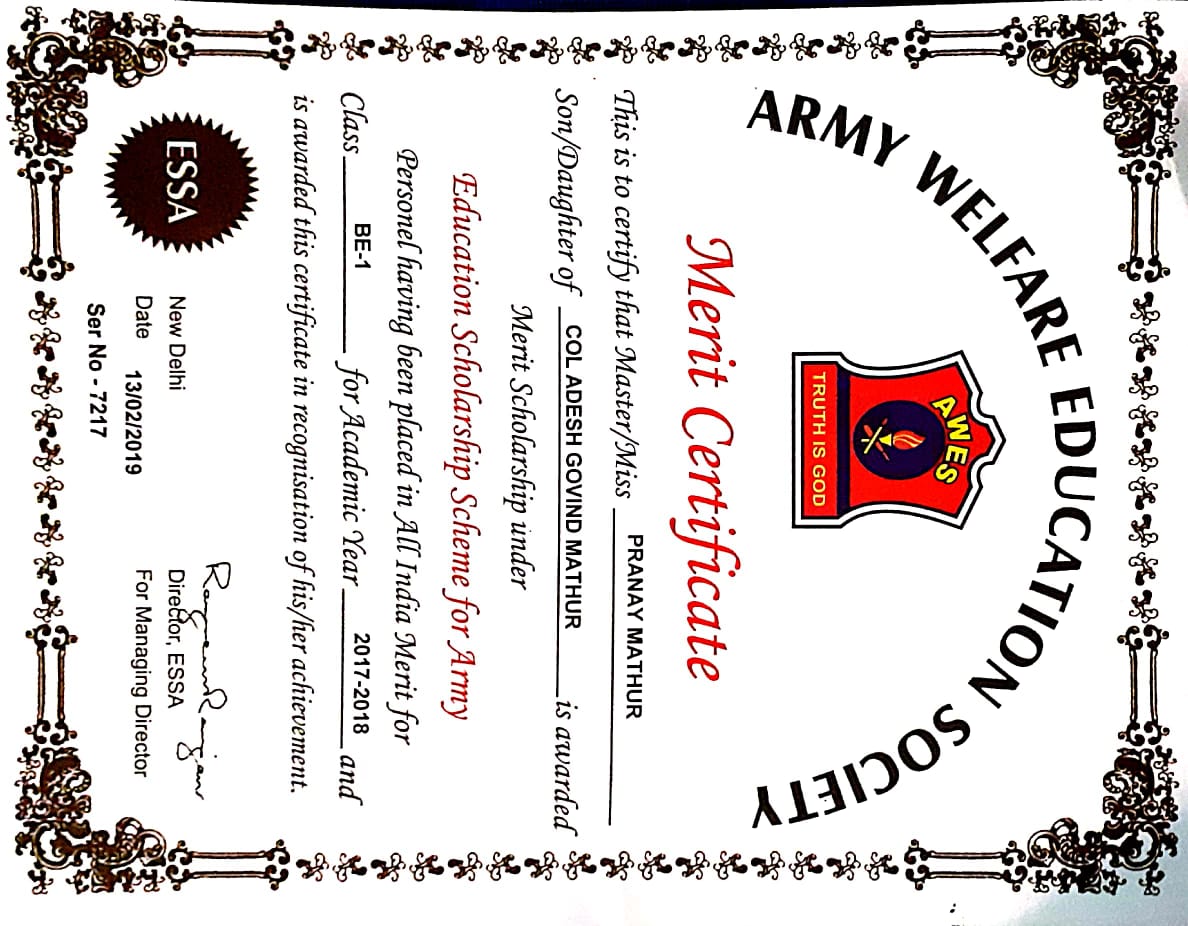 ARMY WELFARE EDUCATION SOCIETY
AWES
TRUTH IS GOD
Merit Certificate
This is to certify that Master/Miss PRANAY MATHUR
Son/Daughter of COL ADESH GOVIND MATHUR is awarded
Merit Scholarship under
Education Scholarship Scheme for Army
Personel having been placed in All India Merit for
Class BE-1 for Academic Year 2017-2018 and
is awarded this certificate in recognisation of his/her achievement.
ESSA
New Delhi
Date 13/02/2019
Ser No - 7217
Director, ESSA
For Managing Director